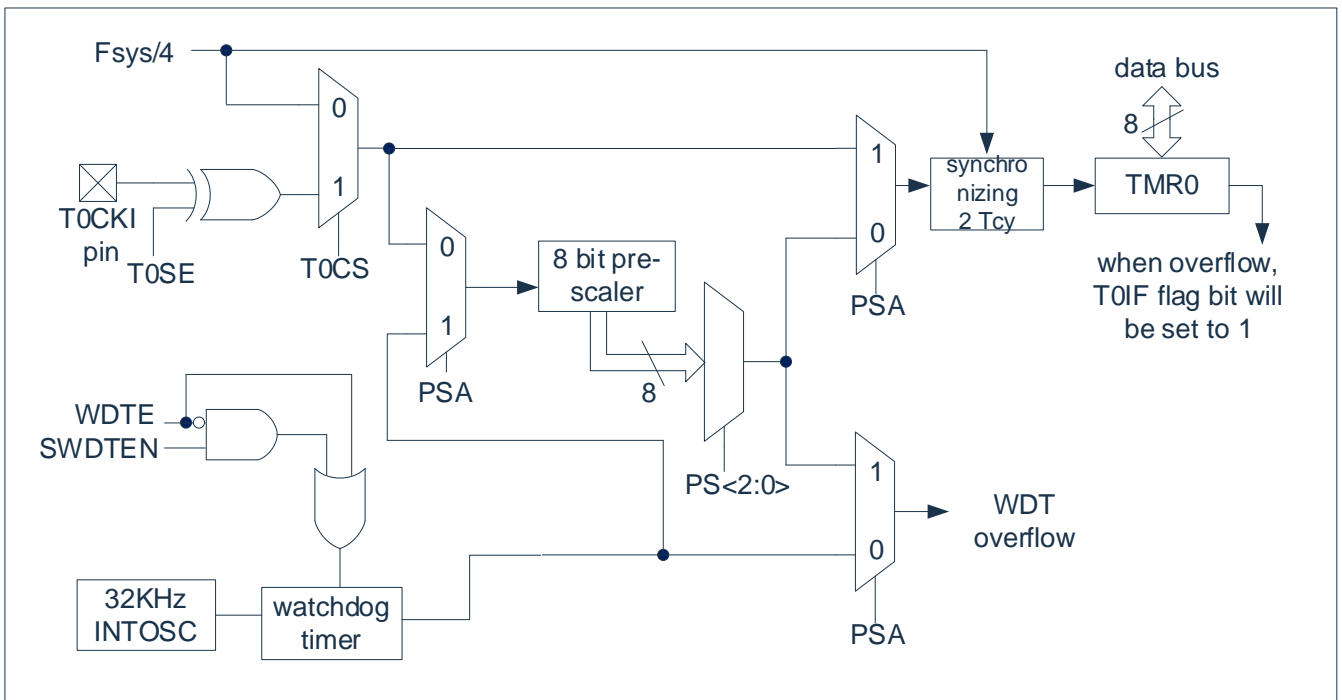 Fsys/4
data bus
0
8
1
synchro
nizing
2 Tcy
TMR0
1
T0CKI
pin
T0SE
T0CS
0
8 bit pre-
scaler
0
when overflow,
T0IF flag bit will
be set to 1
PSA
1
PSA
8
WDTE
SWDTEN
PS<2:0>
1
WDT
overflow
0
32KHz
INTOSC
watchdog
timer
PSA